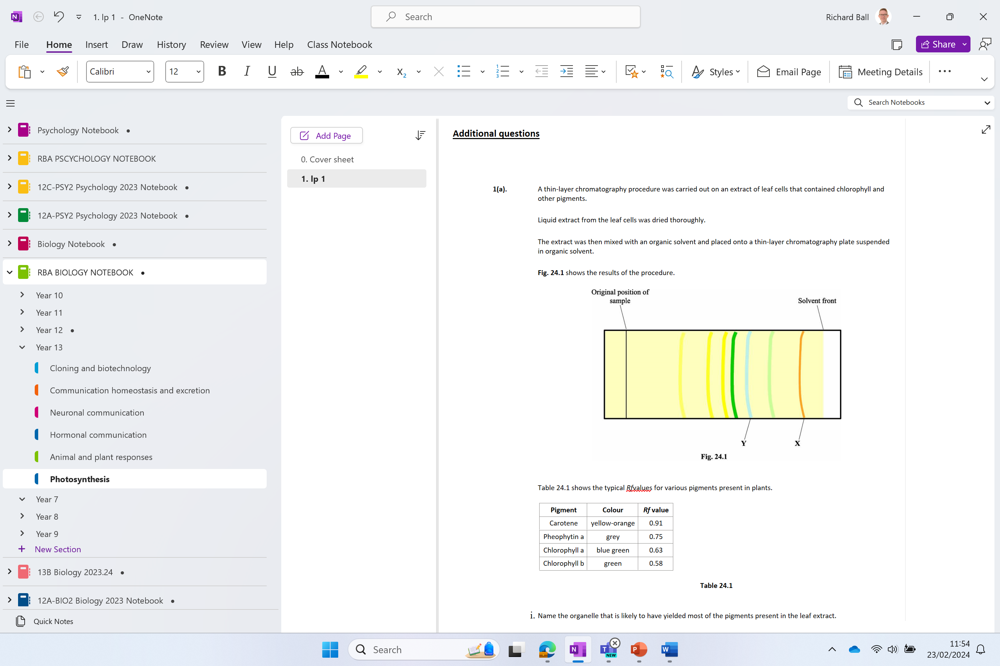 1. lp 1 - OneNote
Search
Richard Ball
File Home Insert Draw History Review View Help Class Notebook
Share
Calibri
12
B I U ab A X2
Styles
Email Page
Meeting Details
Search Notebooks
Psychology Notebook
RBA PSCYCHOLOGY NOTEBOOK
12C-PSY2 Psychology 2023 Notebook
12A-PSY2 Psychology 2023 Notebook
Biology Notebook
RBA BIOLOGY NOTEBOOK
Year 10
Year 11
Year 12
Year 13
Cloning and biotechnology
Communication homeostasis and excretion
Neuronal communication
Hormonal communication
Animal and plant responses
Photosynthesis
Year 7
Year 8
Year 9
New Section
13B Biology 2023.24
12A-BIO2 Biology 2023 Notebook
Quick Notes
Add Page
0. Cover sheet
1. lp 1
Additional questions
1(a). A thin-layer chromatography procedure was carried out on an extract of leaf cells that contained chlorophyll and
other pigments.
Liquid extract from the leaf cells was dried thoroughly.
The extract was then mixed with an organic solvent and placed onto a thin-layer chromatography plate suspended
in organic solvent.
Fig. 24.1 shows the results of the procedure.
Original position of
sample
Solvent front
Y
X
Fig. 24.1
Table 24.1 shows the typical Rfvalues for various pigments present in plants.
Pigment Colour Rf value
Carotene yellow-orange 0.91
Pheophytin a grey 0.75
Chlorophyll a blue green 0.63
Chlorophyll b green 0.58
Table 24.1
i. Name the organelle that is likely to have yielded most of the pigments present in the leaf extract.
Search
NEW
11:54
23/02/2024